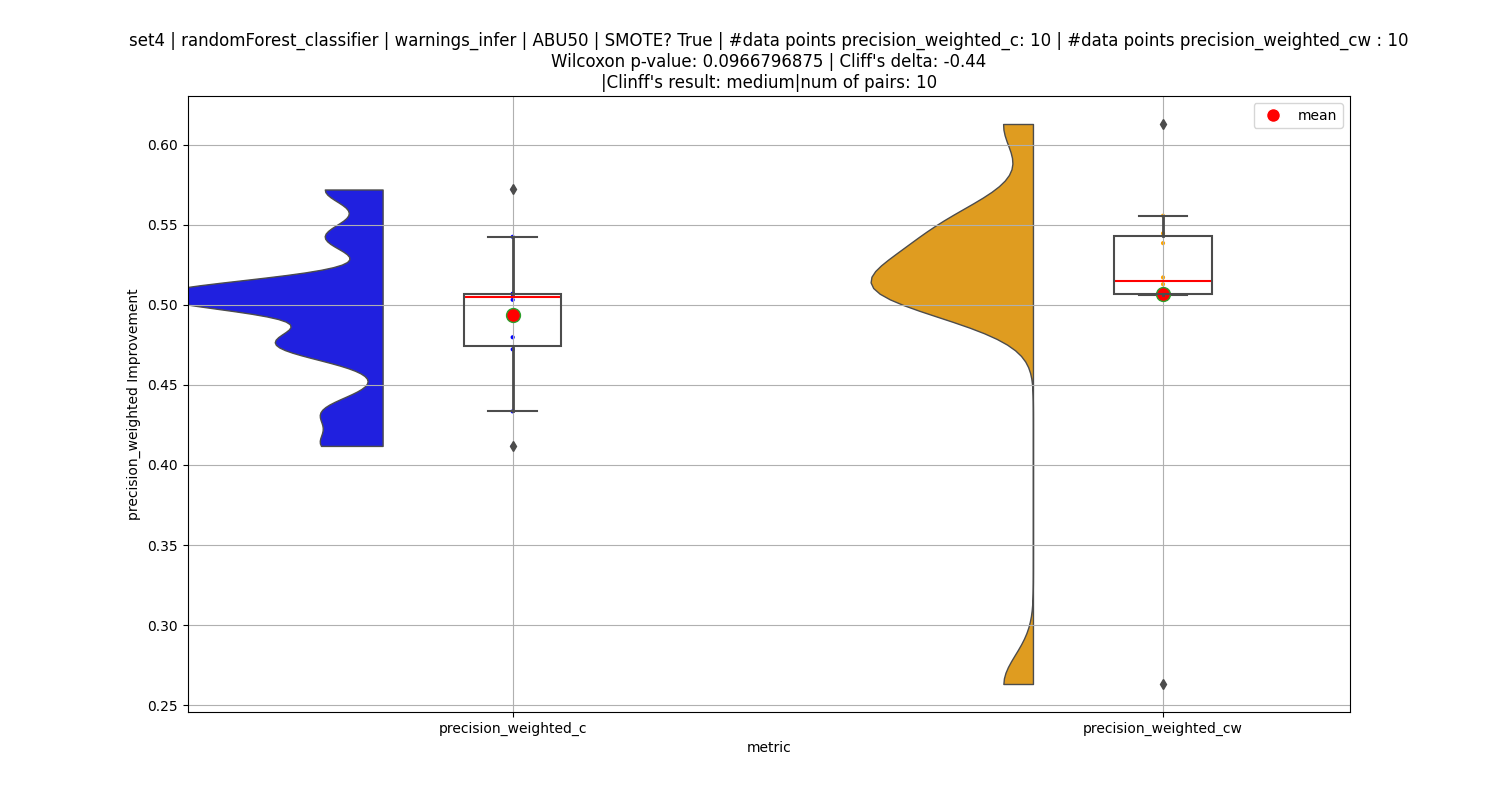 set4 | randomForest_classifier | warnings_infer | ABU50 | SMOTE? True | #data points precision_weighted_c: 10 | #data points precision_weighted_cw : 10
Wilcoxon p-value: 0.0966796875 | Cliff's delta: -0.44
|Clinff's result: medium|num of pairs: 10
mean
0.60
0.55
0.50
0.45
0.40
0.35
0.30
0.25
precision_weighted Improvement
precision_weighted_c
precision_weighted_cw
metric